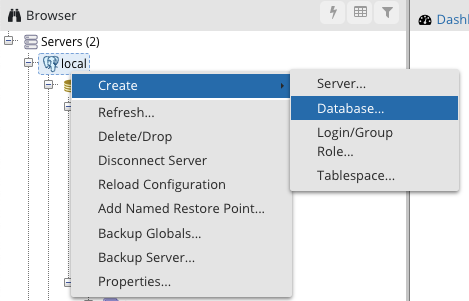 Browser
Dashl
Servers (2)
local
Create
Server...
Database...
Login/Group
Role...
Tablespace...
Refresh...
Delete/Drop
Disconnect Server
Reload Configuration
Add Named Restore Point...
Backup Globals...
Backup Server...
Properties...